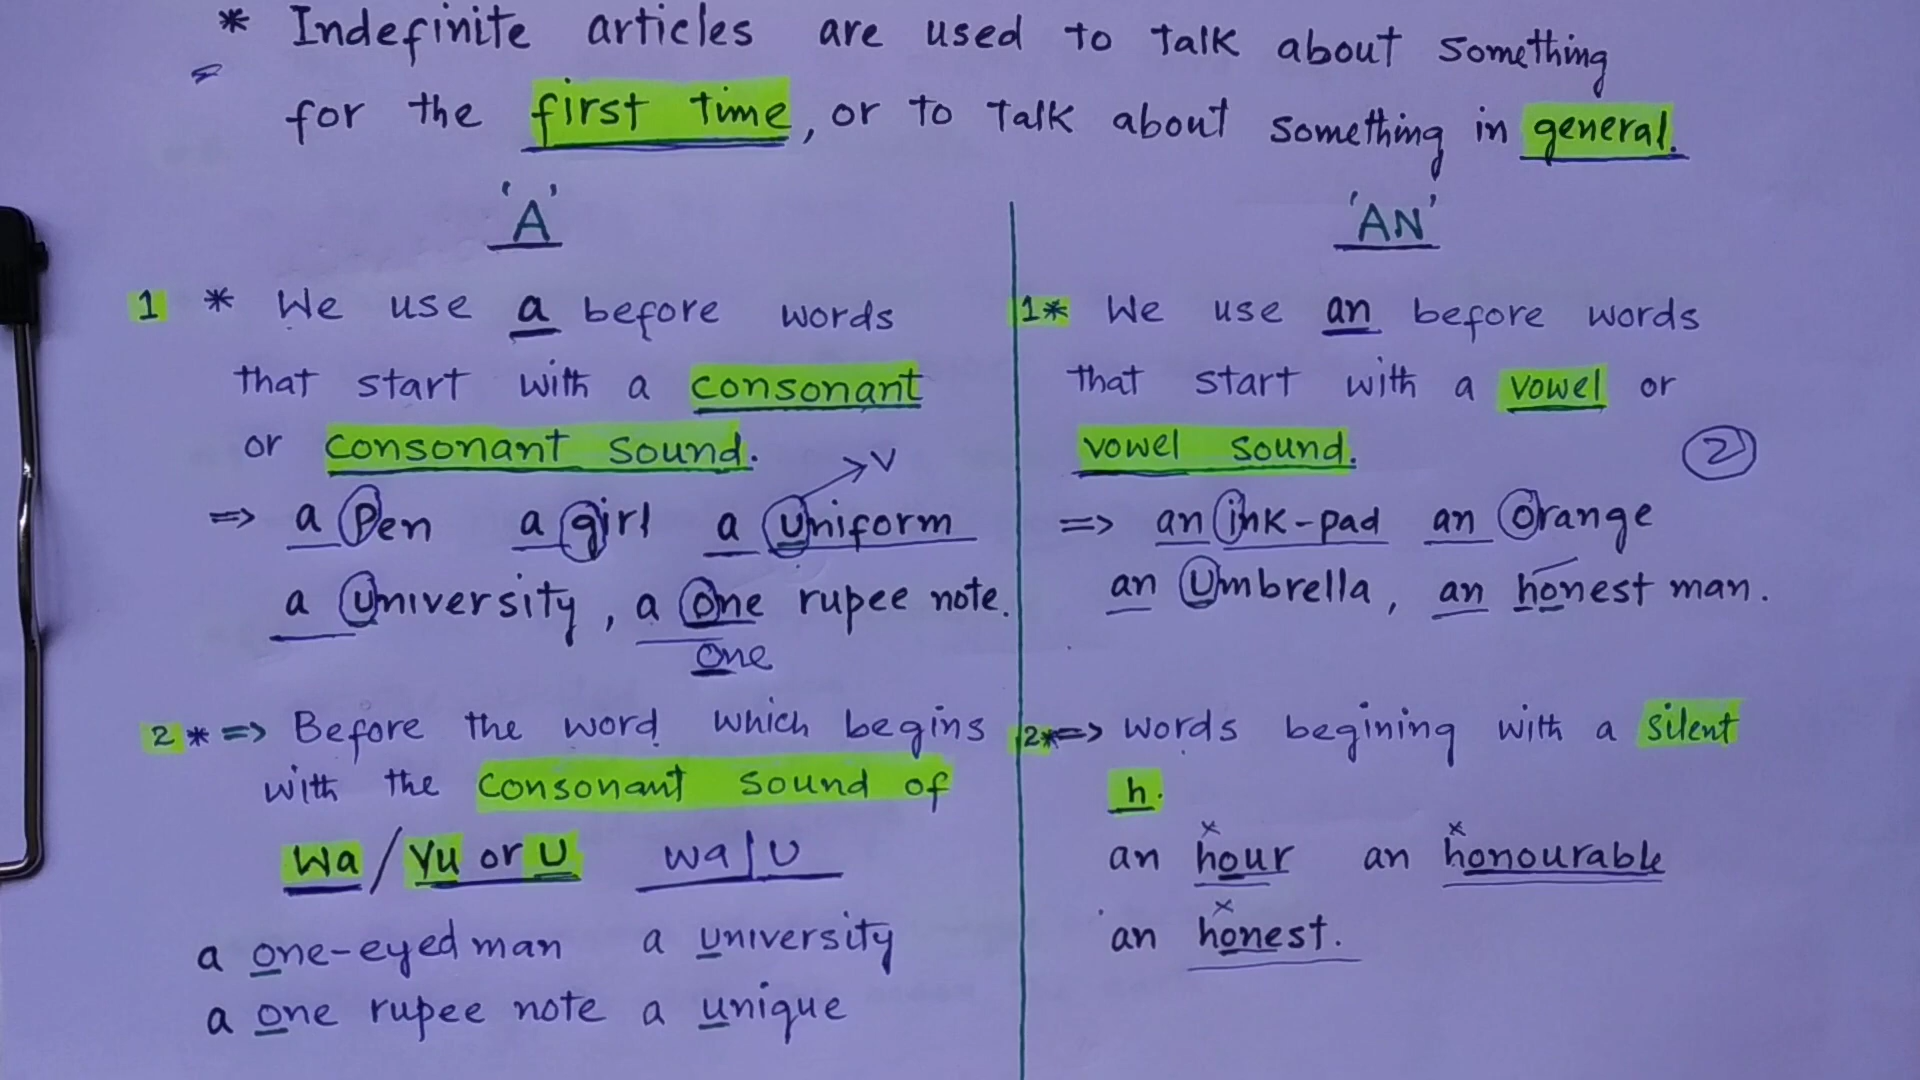 * Indefinite articles are used to talk about something
for the first time, or to talk about something in general.
'A'
1 * We use a before words
that start with a consonant
or consonant sound.
→ V
=> a Pen a girl a Uniform
a University, a One rupee note.
One
2 * => Before the word which begins
with the consonant sound of
Wa / Yu or U wa/U
a one-eyed man a university
a one rupee note a unique
'AN'
1* We use an before words
that start with a vowel or
vowel sound.
2
=> an ink-pad an Orange
an Umbrella, an honest man.
2*=> words begining with a silent
h.
x x
an hour an honourable
x
an honest.